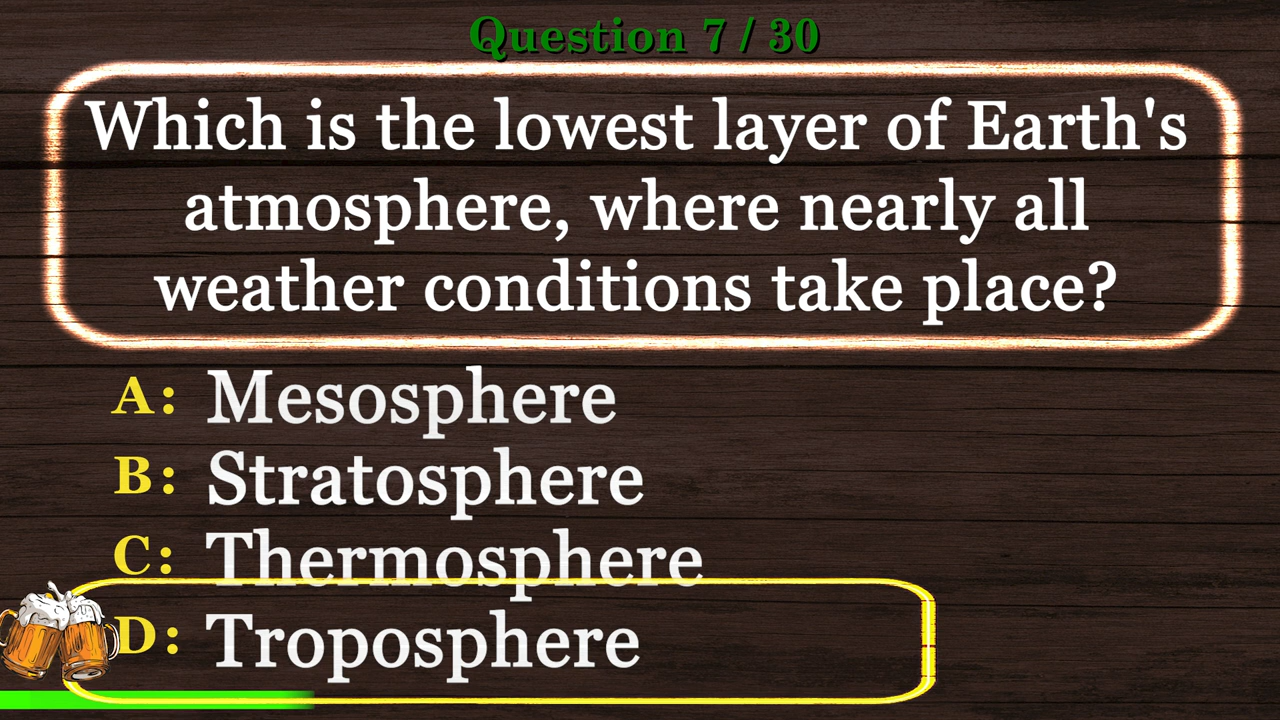 Question 7 / 30
Which is the lowest layer of Earth's
atmosphere, where nearly all
weather conditions take place?
A: Mesosphere
B: Stratosphere
C: Thermosphere
D: Troposphere